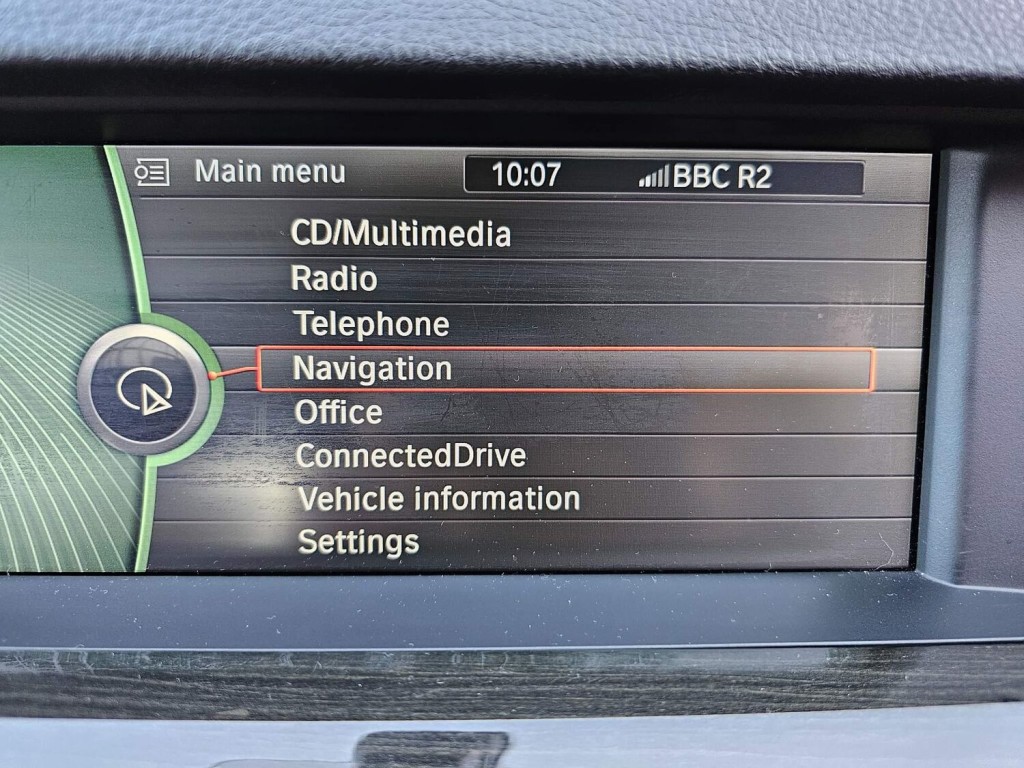 Main menu 10:07 BBC R2
CD/Multimedia
Radio
Telephone
Navigation
Office
ConnectedDrive
Vehicle information
Settings